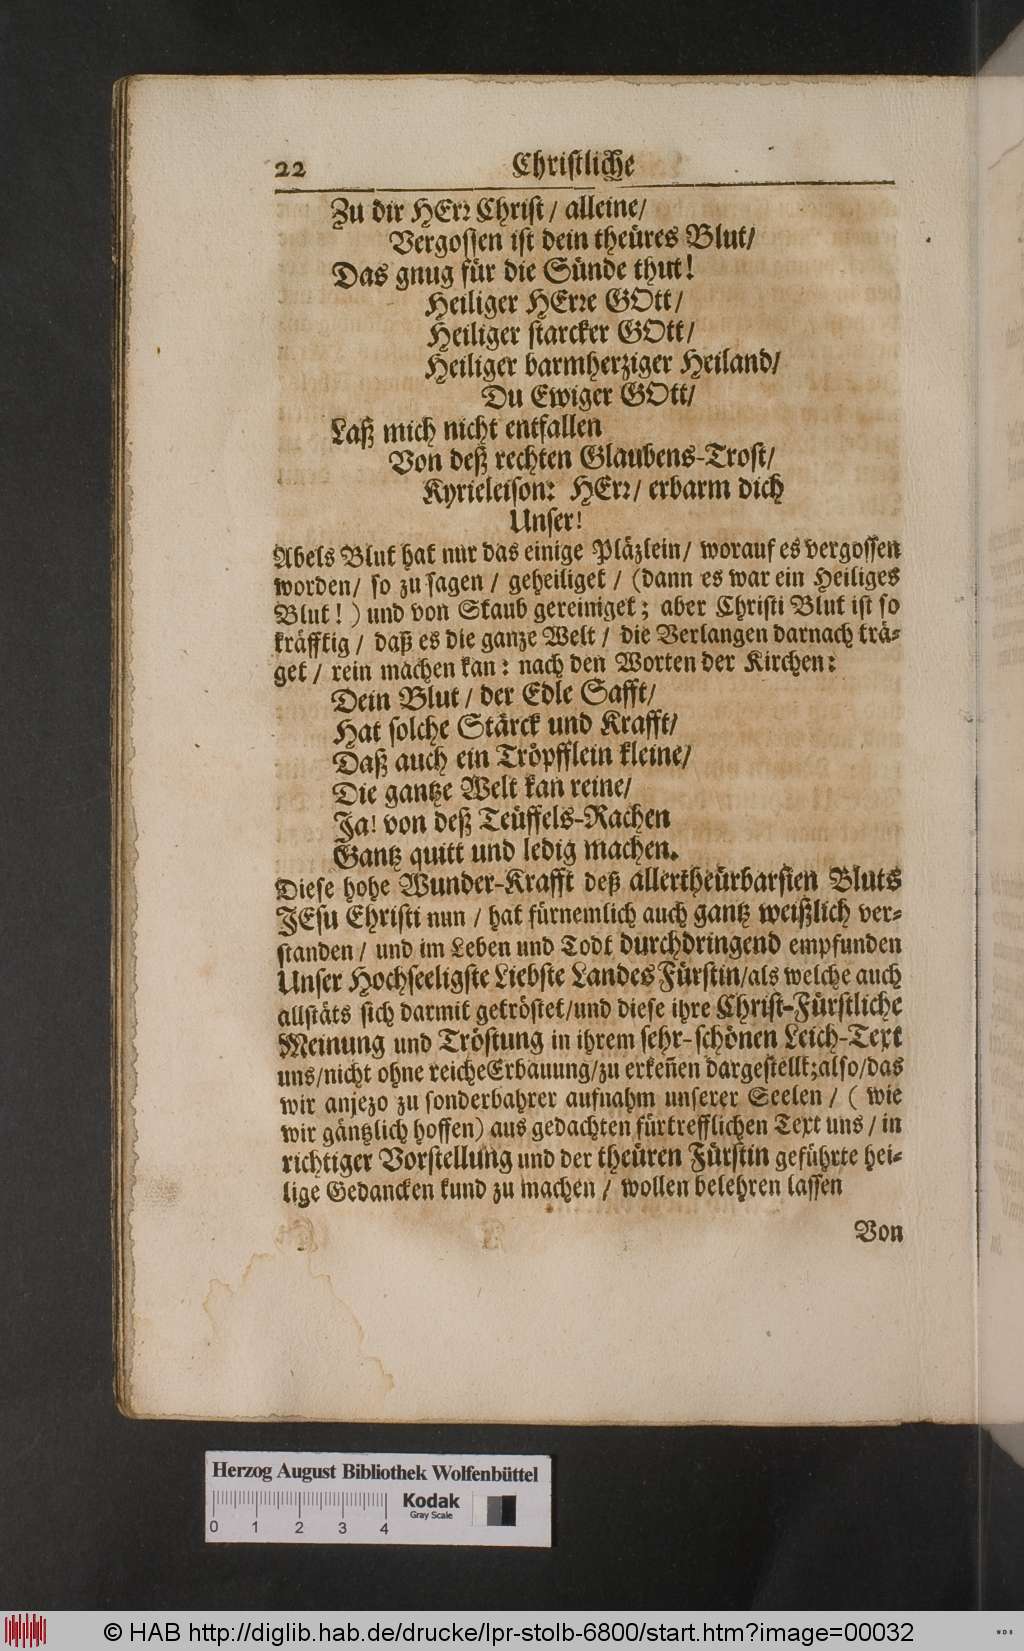 22 Christliche
Zu dir HErꝛ Christ / alleine/
Vergossen ist dein theüres Blut/
Das gnug für die Sünde thut!
Heiliger HErꝛe GOtt/
Heiliger starcker GOtt/
Heiliger barmherziger Heiland/
Du Ewiger GOtt/
Laß mich nicht entfallen
Von deß rechten Glaubens-Trost/
Kyrieleison: HErꝛ/ erbarm dich
Unser!
Abels Blut hat nur das einige Pläzlein/ worauf es vergossen
worden/ so zu sagen / geheiliget / (dann es war ein Heiliges
Blut! ) und von Staub gereiniget; aber Christi Blut ist so
kräfftig / daß es die ganze Welt / die Verlangen darnach trä-
get / rein machen kan: nach den Worten der Kirchen:
Dein Blut / der Edle Safft/
Hat solche Stärck und Krafft/
Daß auch ein Tröpfflein kleine/
Die gantze Welt kan reine/
Ja! von deß Teüffels-Rachen
Gantz quitt und ledig machen.
Diese hohe Wunder-Krafft deß allertheürbarsten Bluts
JEsu Christi nun / hat fürnemlich auch gantz weißlich ver-
standen / und im Leben und Todt durchdringend empfunden
Unser Hochseeligste Liebste Landes Fürstin/als welche auch
allstäts sich darmit getröstet/und diese ihre Christ-Fürstliche
Meinung und Tröstung in ihrem sehr-schönen Leich-Text
uns/nicht ohne reiche Erbauung/zu erkeñen dargestellt;also/das
wir anjezo zu sonderbahrer aufnahm unserer Seelen / ( wie
wir gäntzlich hoffen) aus gedachten fürtrefflichen Text uns / in
richtiger Vorstellung und der theüren Fürstin geführte hei-
lige Gedancken kund zu machen / wollen belehren lassen
Von
Herzog August Bibliothek Wolfenbüttel
Kodak
Gray Scale
0 1 2 3 4
© HAB http://diglib.hab.de/drucke/lpr-stolb-6800/start.htm?image=00032